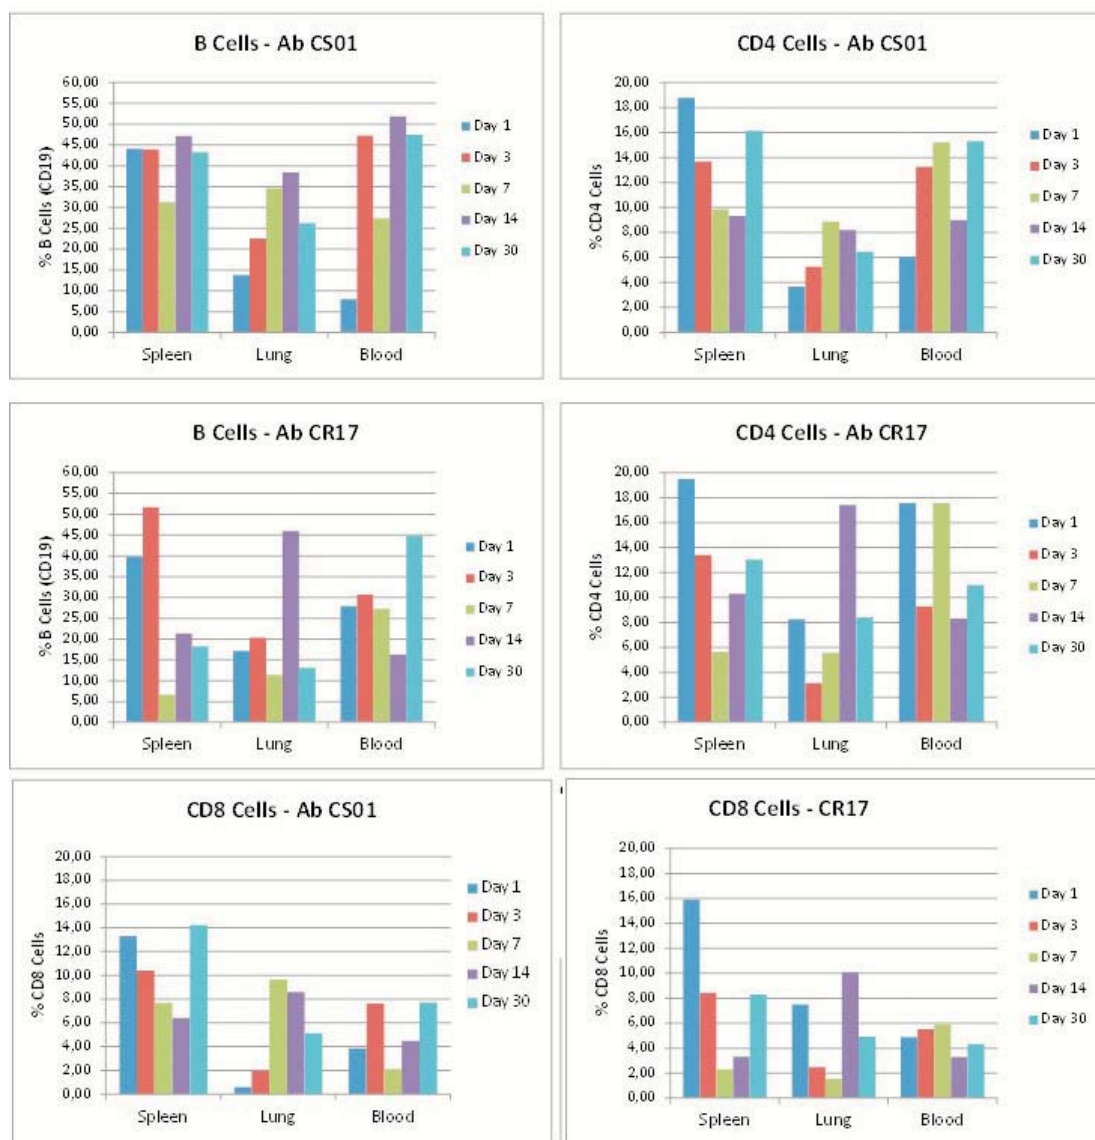 B Cells - Ab CS01
% B Cells (CD19)
60,00
55,00
50,00
45,00
40,00
35,00
30,00
25,00
20,00
15,00
10,00
5,00
0,00
Spleen Lung Blood
Day 1
Day 3
Day 7
Day 14
Day 30
CD4 Cells - Ab CS01
% CD4 Cells
20,00
18,00
16,00
14,00
12,00
10,00
8,00
6,00
4,00
2,00
0,00
Spleen Lung Blood
Day 1
Day 3
Day 7
Day 14
Day 30
B Cells - Ab CR17
% B Cells (CD19)
60,00
55,00
50,00
45,00
40,00
35,00
30,00
25,00
20,00
15,00
10,00
5,00
0,00
Spleen Lung Blood
Day 1
Day 3
Day 7
Day 14
Day 30
CD4 Cells - Ab CR17
% CD4 Cells
20,00
18,00
16,00
14,00
12,00
10,00
8,00
6,00
4,00
2,00
0,00
Spleen Lung Blood
Day 1
Day 3
Day 7
Day 14
Day 30
CD8 Cells - Ab CS01
% CD8 Cells
20,00
18,00
16,00
14,00
12,00
10,00
8,00
6,00
4,00
2,00
0,00
Spleen Lung Blood
Day 1
Day 3
Day 7
Day 14
Day 30
CD8 Cells - CR17
% CD8 Cells
20,00
18,00
16,00
14,00
12,00
10,00
8,00
6,00
4,00
2,00
0,00
Spleen Lung Blood
Day 1
Day 3
Day 7
Day 14
Day 30